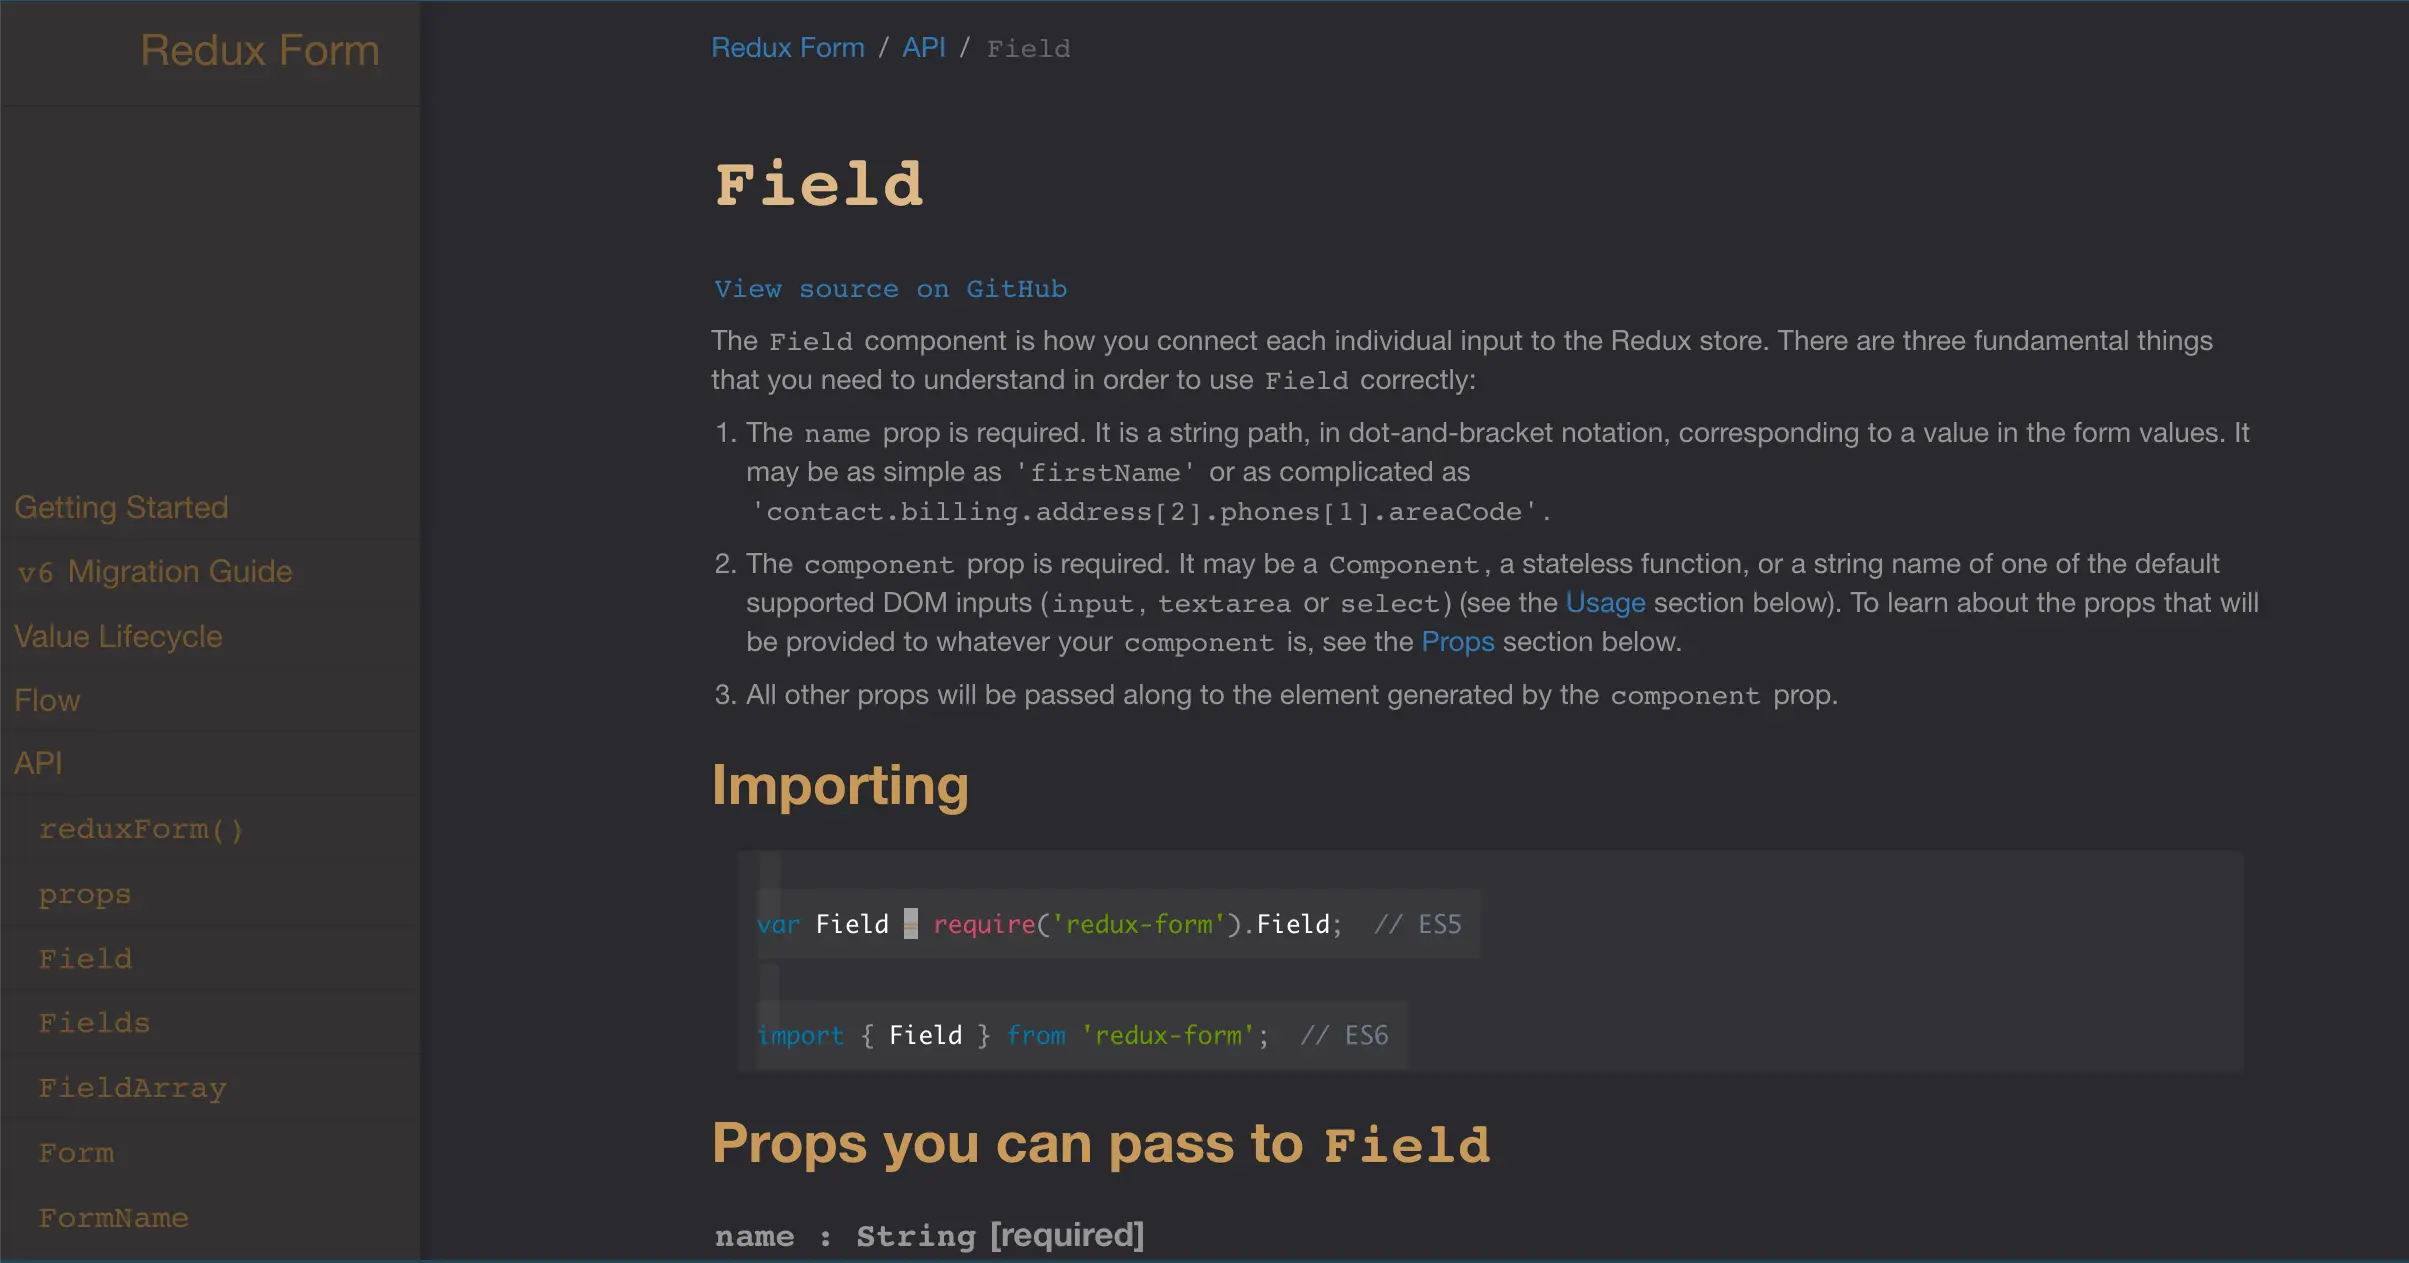 Redux Form
Getting Started
v6 Migration Guide
Value Lifecycle
Flow
API
reduxForm()
props
Field
Fields
FieldArray
Form
FormName
Redux Form / API / Field
Field
View source on GitHub
The Field component is how you connect each individual input to the Redux store. There are three fundamental things
that you need to understand in order to use Field correctly:
1. The name prop is required. It is a string path, in dot-and-bracket notation, corresponding to a value in the form values. It
may be as simple as 'firstName' or as complicated as
'contact.billing.address[2].phones[1].areaCode'.
2. The component prop is required. It may be a Component, a stateless function, or a string name of one of the default
supported DOM inputs (input, textarea or select) (see the Usage section below). To learn about the props that will
be provided to whatever your component is, see the Props section below.
3. All other props will be passed along to the element generated by the component prop.
Importing
var Field = require('redux-form').Field;  // ES5
import { Field } from 'redux-form';  // ES6
Props you can pass to Field
name : String [required]